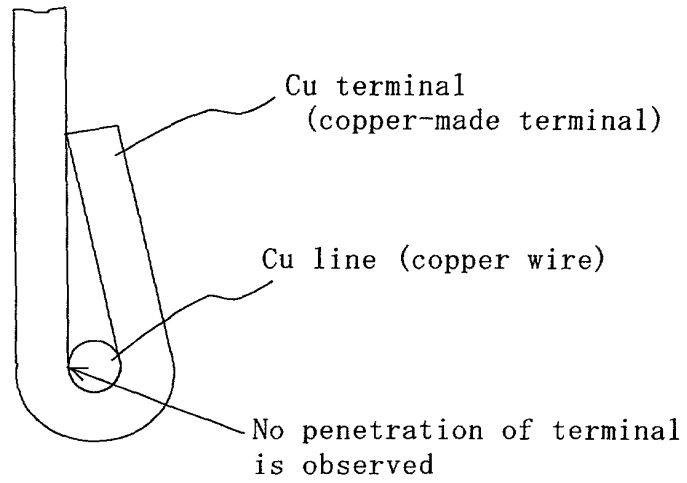 Cu terminal
(copper-made terminal)
Cu line (copper wire)
No penetration of terminal
is observed